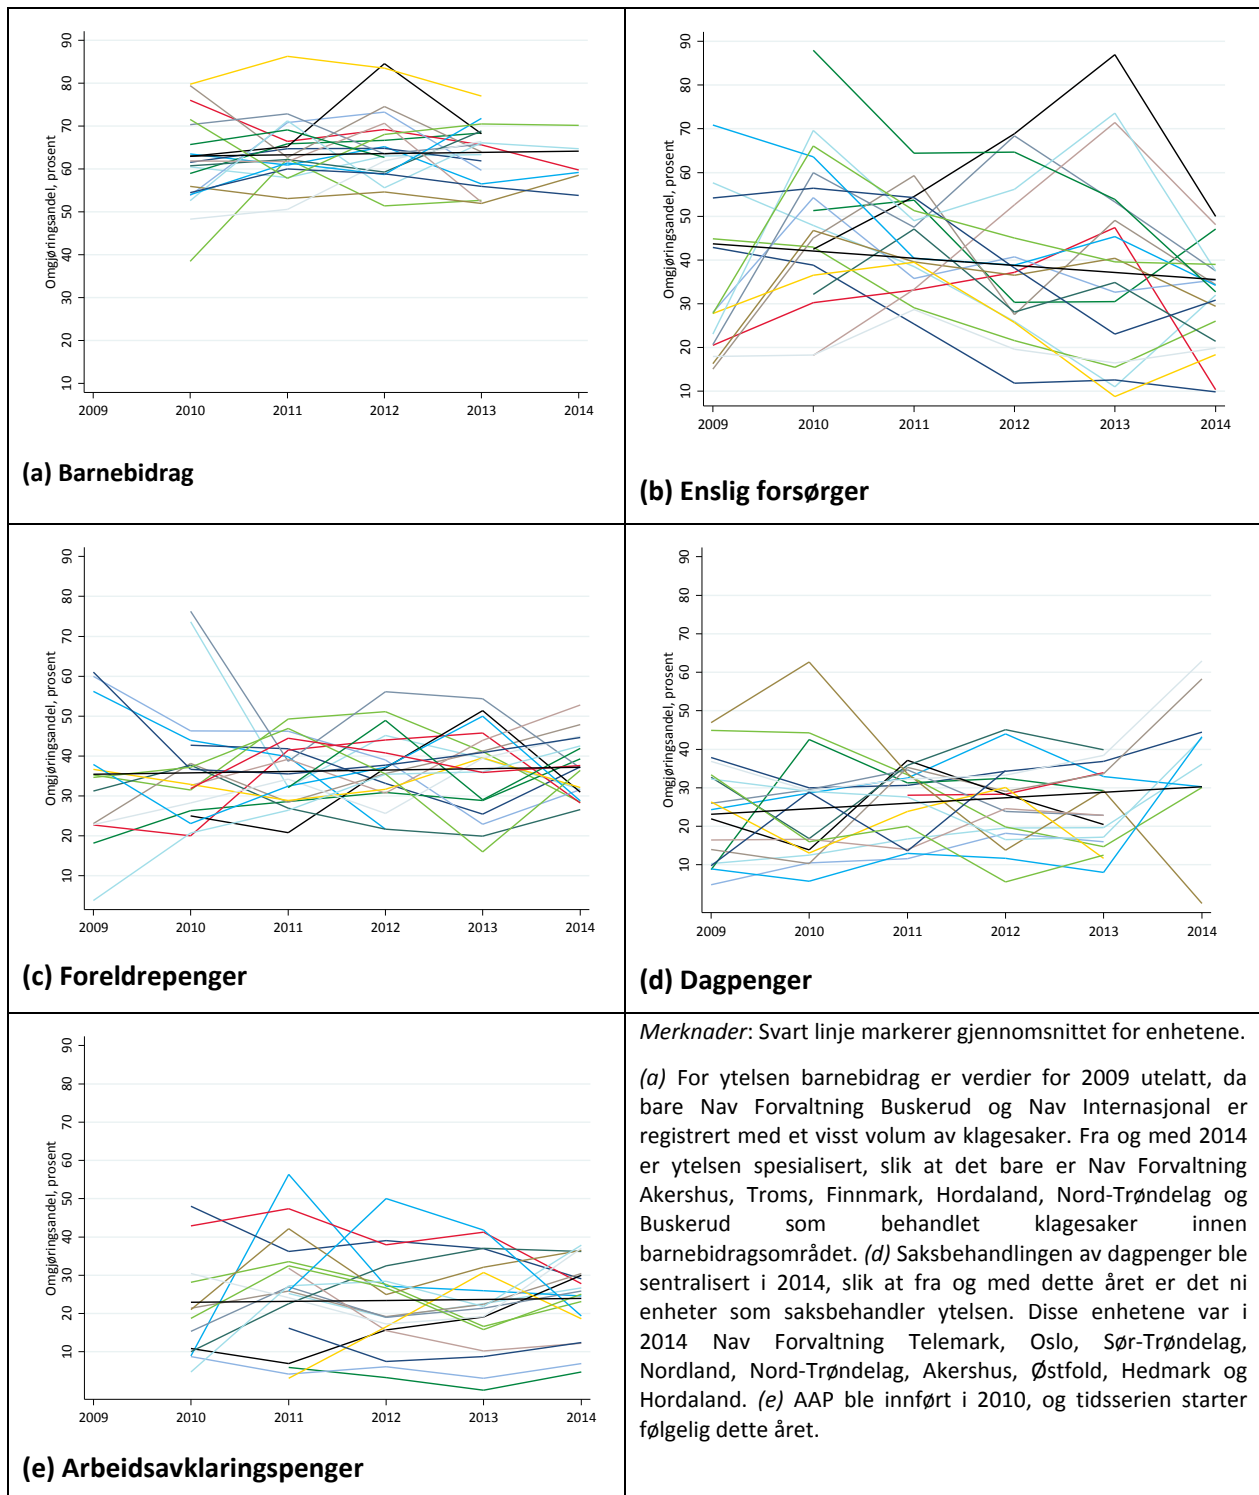 Omgjøringsandel, prosent
90
80
70
60
50
40
30
20
10
2009 2010 2011 2012 2013 2014
(a) Barnebidrag
Omgjøringsandel, prosent
90
80
70
60
50
40
30
20
10
2009 2010 2011 2012 2013 2014
(b) Enslig forsørger
Omgjøringsandel, prosent
90
80
70
60
50
40
30
20
10
2009 2010 2011 2012 2013 2014
(c) Foreldrepenger
Omgjøringsandel, prosent
90
80
70
60
50
40
30
20
10
2009 2010 2011 2012 2013 2014
(d) Dagpenger
Omgjøringsandel, prosent
90
80
70
60
50
40
30
20
10
2009 2010 2011 2012 2013 2014
(e) Arbeidsavklaringspenger
Merknader: Svart linje markerer gjennomsnittet for enhetene.
(a) For ytelsen barnebidrag er verdier for 2009 utelatt, da
bare Nav Forvaltning Buskerud og Nav Internasjonal er
registrert med et visst volum av klagesaker. Fra og med 2014
er ytelsen spesialisert, slik at det bare er Nav Forvaltning
Akershus, Troms, Finnmark, Hordaland, Nord-Trøndelag og
Buskerud som behandlet klagesaker innen
barnebidragsområdet. (d) Saksbehandlingen av dagpenger ble
sentralisert i 2014, slik at fra og med dette året er det ni
enheter som saksbehandler ytelsen. Disse enhetene var i
2014 Nav Forvaltning Telemark, Oslo, Sør-Trøndelag,
Nordland, Nord-Trøndelag, Akershus, Østfold, Hedmark og
Hordaland. (e) AAP ble innført i 2010, og tidsserien starter
følgelig dette året.